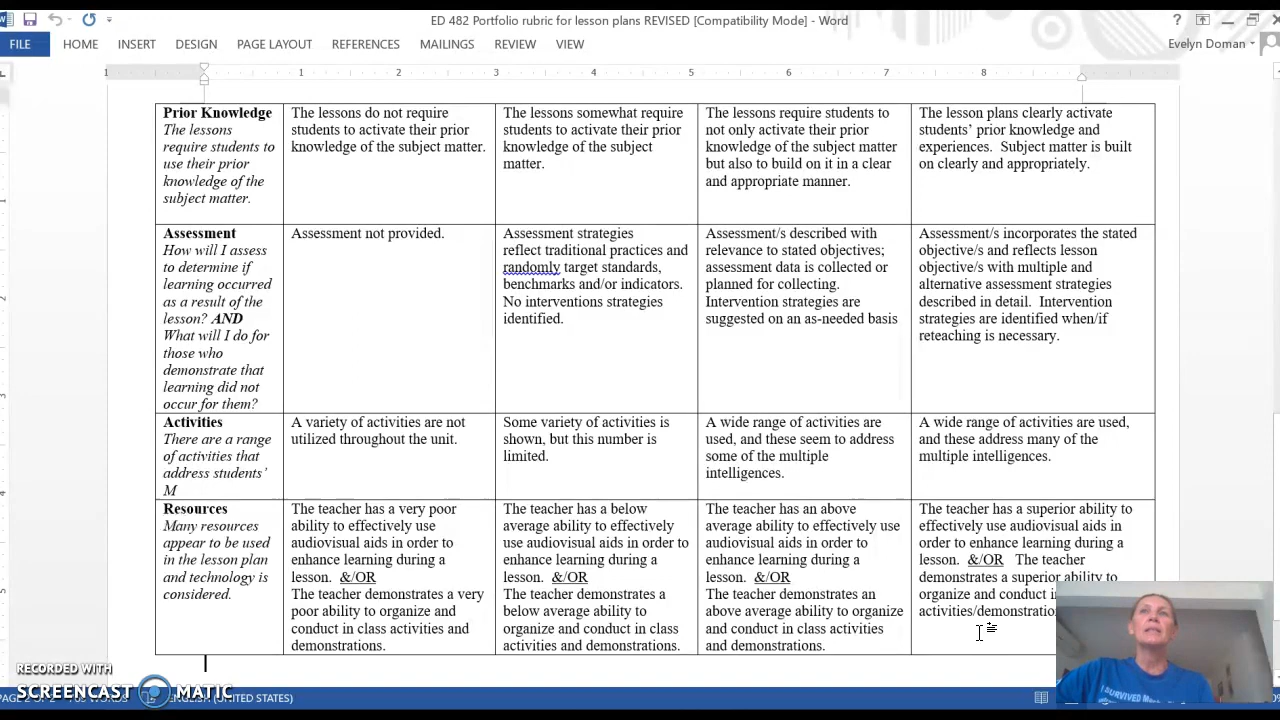 ED 482 Portfolio rubric for lesson plans REVISED [Compatibility Mode] - Word
FILE HOME INSERT DESIGN PAGE LAYOUT REFERENCES MAILINGS REVIEW VIEW Evelyn Doman
1 1 2 3 4 5 6 7 8
Prior Knowledge
The lessons
require students to
use their prior
knowledge of the
subject matter.
The lessons do not require
students to activate their prior
knowledge of the subject matter.
The lessons somewhat require
students to activate their prior
knowledge of the subject
matter.
The lessons require students to
not only activate their prior
knowledge of the subject matter
but also to build on it in a clear
and appropriate manner.
The lesson plans clearly activate
students' prior knowledge and
experiences.  Subject matter is built
on clearly and appropriately.
Assessment
How will I assess
to determine if
learning occurred
as a result of the
lesson? AND
What will I do for
those who
demonstrate that
learning did not
occur for them?
Assessment not provided.
Assessment strategies
reflect traditional practices and
randomly target standards,
benchmarks and/or indicators.
No interventions strategies
identified.
Assessment/s described with
relevance to stated objectives;
assessment data is collected or
planned for collecting.
Intervention strategies are
suggested on an as-needed basis
Assessment/s incorporates the stated
objective/s and reflects lesson
objective/s with multiple and
alternative assessment strategies
described in detail.  Intervention
strategies are identified when/if
reteaching is necessary.
Activities
There are a range
of activities that
address students'
M
A variety of activities are not
utilized throughout the unit.
Some variety of activities is
shown, but this number is
limited.
A wide range of activities are
used, and these seem to address
some of the multiple
intelligences.
A wide range of activities are used,
and these address many of the
multiple intelligences.
Resources
Many resources
appear to be used
in the lesson plan
and technology is
considered.
The teacher has a very poor
ability to effectively use
audiovisual aids in order to
enhance learning during a
lesson.  &/OR
The teacher demonstrates a very
poor ability to organize and
conduct in class activities and
demonstrations.
The teacher has a below
average ability to effectively
use audiovisual aids in order to
enhance learning during a
lesson.  &/OR
The teacher demonstrates a
below average ability to
organize and conduct in class
activities and demonstrations.
The teacher has an above
average ability to effectively use
audiovisual aids in order to
enhance learning during a
lesson.  &/OR
The teacher demonstrates an
above average ability to organize
and conduct in class activities
and demonstrations.
The teacher has a superior ability to
effectively use audiovisual aids in
order to enhance learning during a
lesson.  &/OR   The teacher
demonstrates a superior ability to
organize and conduct in
activities/demonstratio
RECORDED WITH
SCREENCAST MATIC
PAGE 2 OF 2 WORDS ENGLISH (UNITED STATES)
I SURVIVED